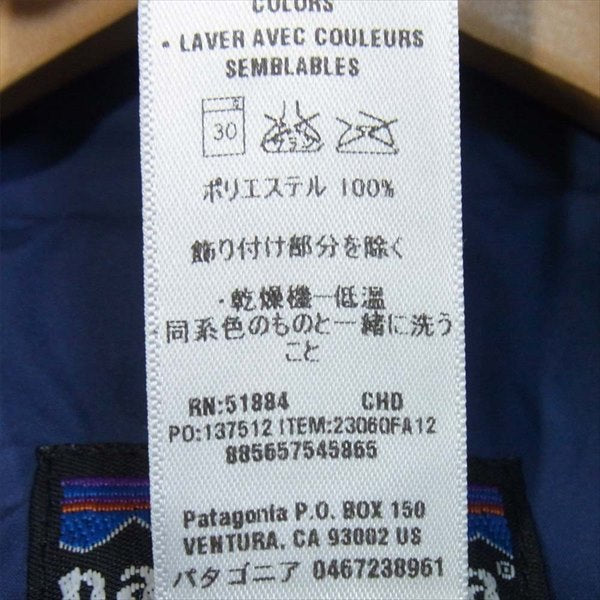 COLORS
• LAVER AVEC COULEURS
SEMBLABLES
30
ポリエステル 100%
飾り付け部分を除く
・乾燥機一低温
同系色のものと一緒に洗う
こと
RN:51884 CHD
PO:137512 ITEM:23060FA12
885657545865
Patagonia P.O. BOX 150
VENTURA, CA 93002 US
パタゴニア 0467238961